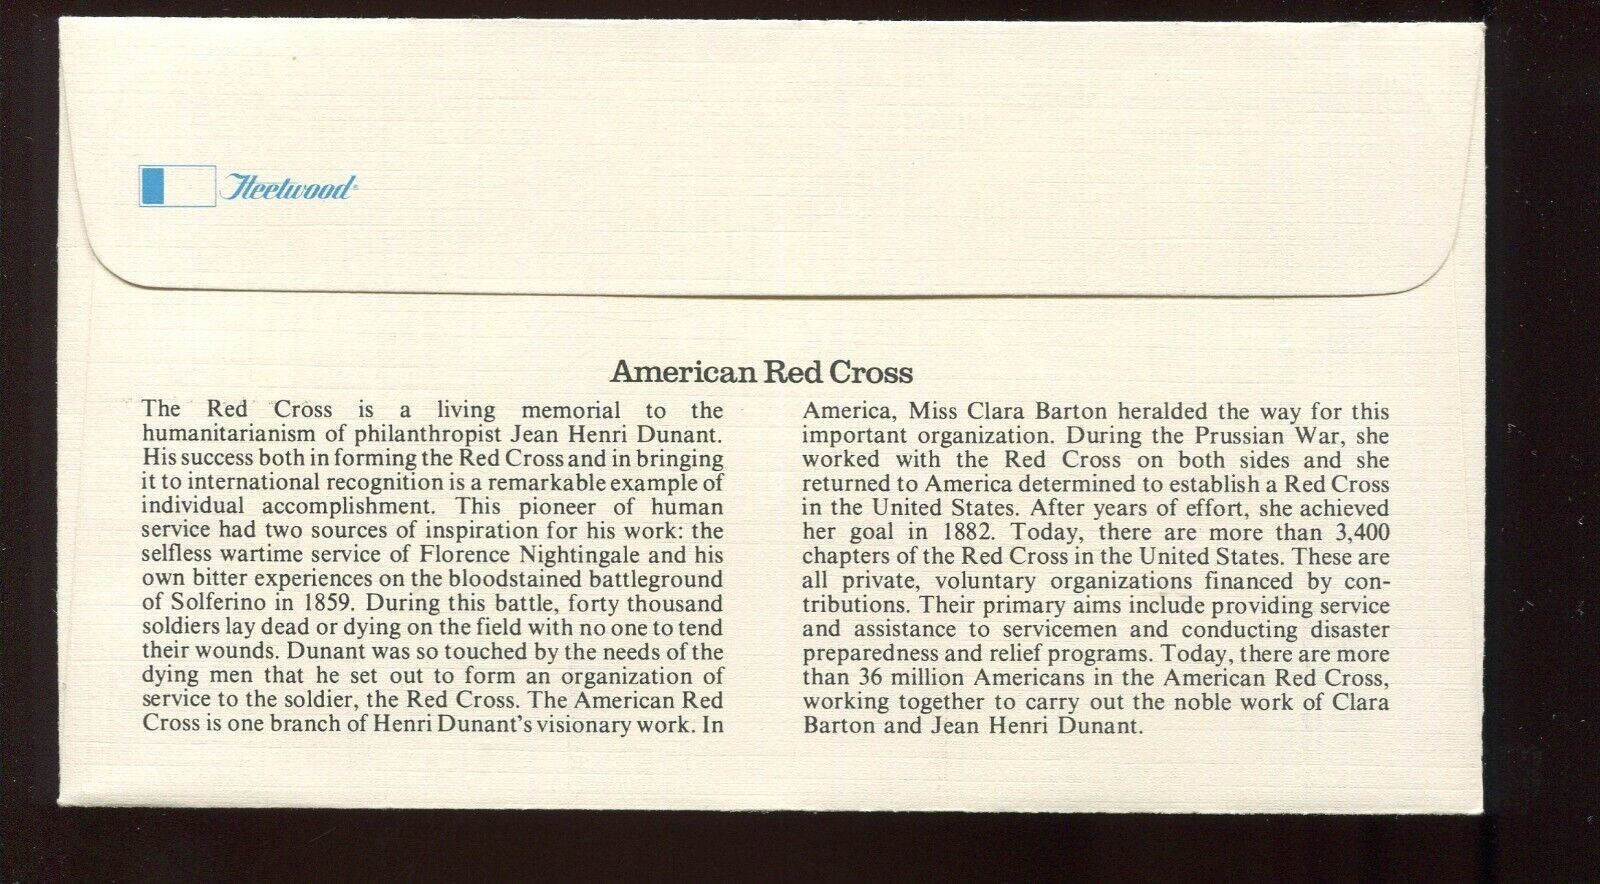 Fleetwood®
American Red Cross
The Red Cross is a living memorial to the
humanitarianism of philanthropist Jean Henri Dunant.
His success both in forming the Red Cross and in bringing
it to international recognition is a remarkable example of
individual accomplishment. This pioneer of human
service had two sources of inspiration for his work: the
selfless wartime service of Florence Nightingale and his
own bitter experiences on the bloodstained battleground
of Solferino in 1859. During this battle, forty thousand
soldiers lay dead or dying on the field with no one to tend
their wounds. Dunant was so touched by the needs of the
dying men that he set out to form an organization of
service to the soldier, the Red Cross. The American Red
Cross is one branch of Henri Dunant's visionary work. In
America, Miss Clara Barton heralded the way for this
important organization. During the Prussian War, she
worked with the Red Cross on both sides and she
returned to America determined to establish a Red Cross
in the United States. After years of effort, she achieved
her goal in 1882. Today, there are more than 3,400
chapters of the Red Cross in the United States. These are
all private, voluntary organizations financed by con-
tributions. Their primary aims include providing service
and assistance to servicemen and conducting disaster
preparedness and relief programs. Today, there are more
than 36 million Americans in the American Red Cross,
working together to carry out the noble work of Clara
Barton and Jean Henri Dunant.